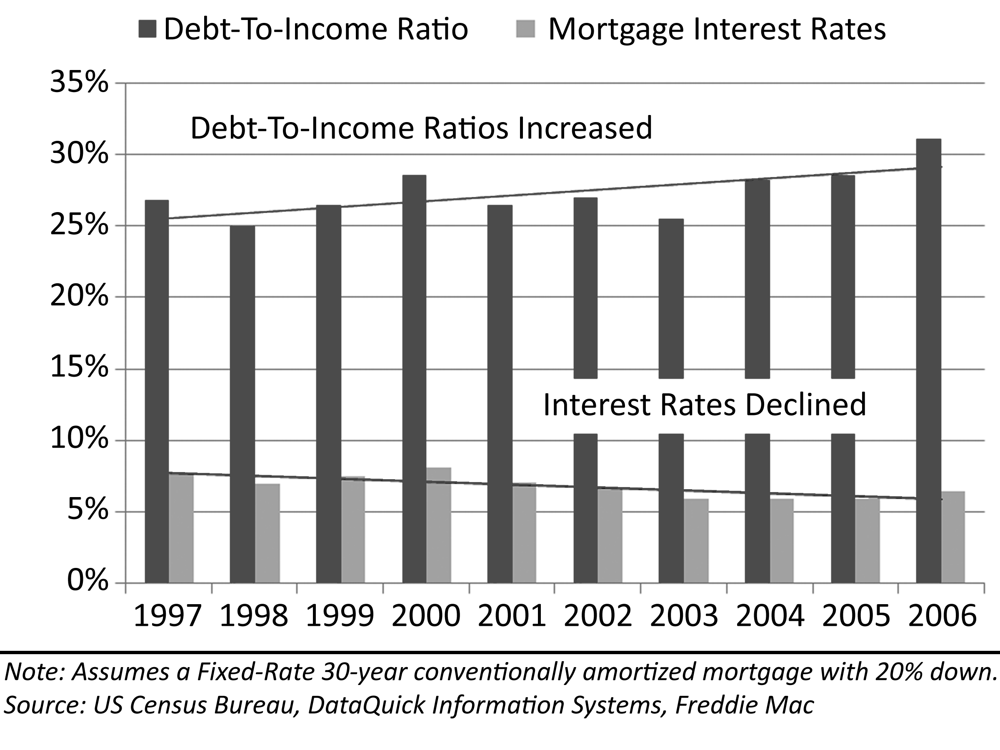 Debt-To-Income Ratio Mortgage Interest Rates
35%
Debt-To-Income Ratios Increased
30%
25%
20%
15%
Interest Rates Declined
10%
5%
0%
1997 1998 1999 2000 2001 2002 2003 2004 2005 2006
Note: Assumes a Fixed-Rate 30-year conventionally amortized mortgage with 20% down.
Source: US Census Bureau, DataQuick Information Systems, Freddie Mac